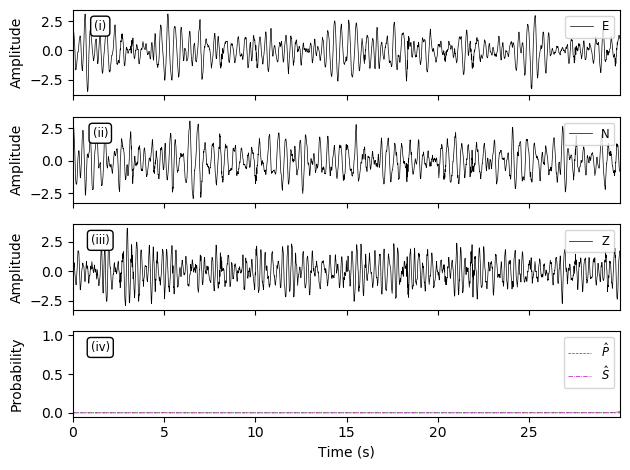 Amplitude
2.5
0.0
−2.5
(i)
E
Amplitude
2.5
0.0
−2.5
(ii)
N
Amplitude
2.5
0.0
−2.5
(iii)
Z
Probability
1.0
0.5
0.0
(iv)
P̂
Ŝ
0 5 10 15 20 25
Time (s)